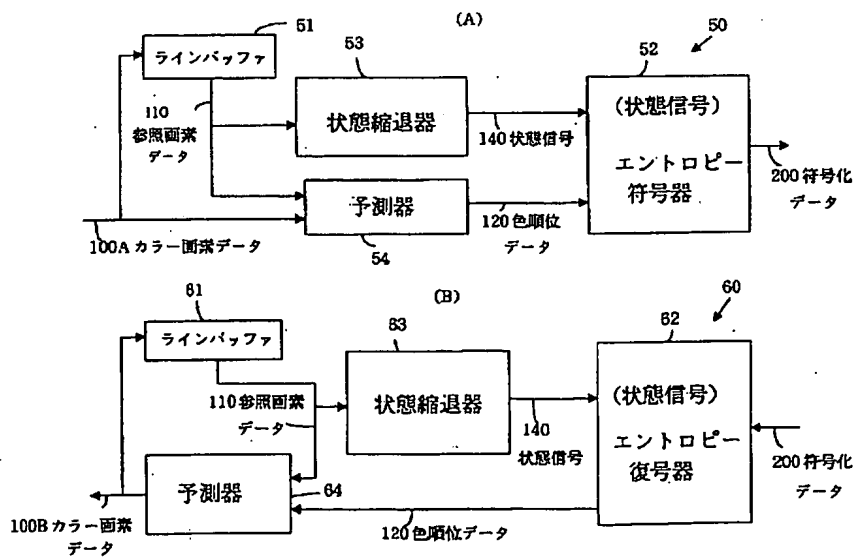 (A)
51
ラインバッファ
53
状態縮退器
52
50
(状態信号)
エントロピー
符号器
110
参照画素
データ
140 状態信号
200 符号化
データ
予測器
54
120 色順位
データ
100A カラー画素データ
(B)
61
ラインバッファ
63
状態縮退器
62
60
(状態信号)
エントロピー
復号器
110 参照画素
データ
140
状態信号
200 符号化
データ
予測器
64
100B カラー画素
データ
120 色順位データ